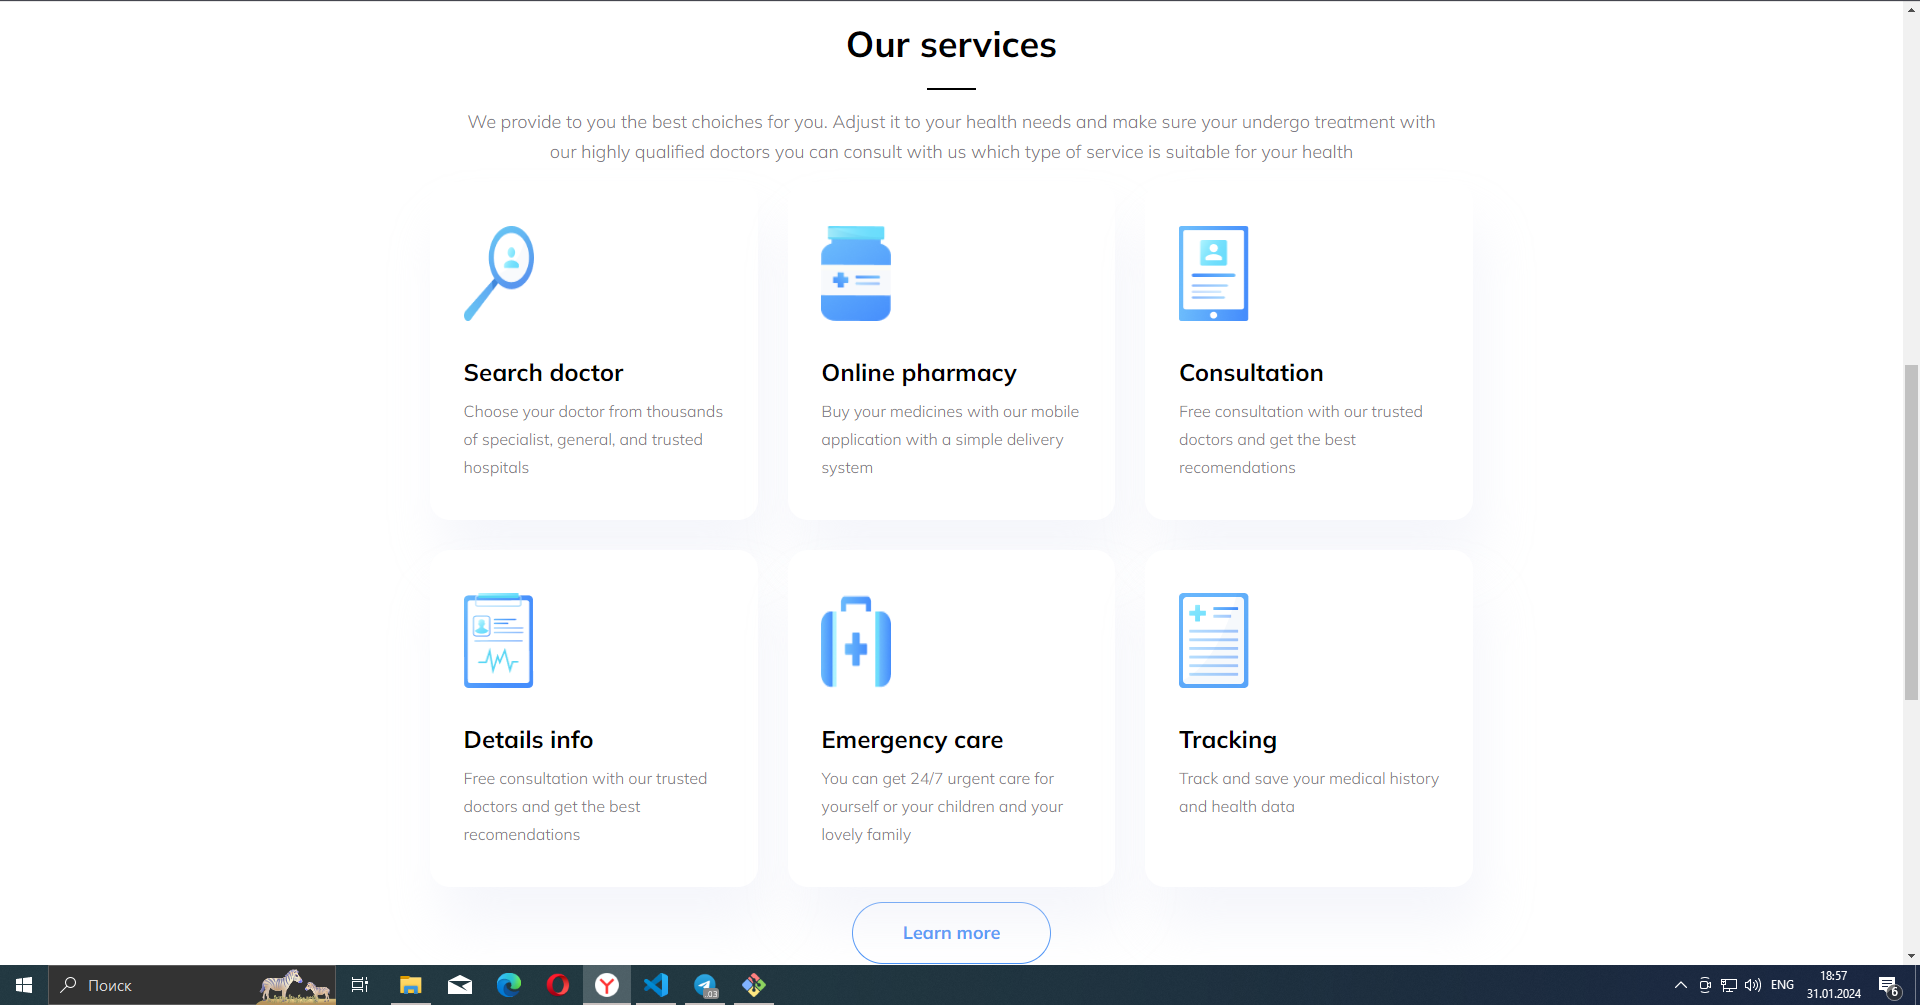 Our services
We provide to you the best choiches for you. Adjust it to your health needs and make sure your undergo treatment with
our highly qualified doctors you can consult with us which type of service is suitable for your health
Search doctor
Choose your doctor from thousands
of specialist, general, and trusted
hospitals
Online pharmacy
Buy your medicines with our mobile
application with a simple delivery
system
Consultation
Free consultation with our trusted
doctors and get the best
recomendations
Details info
Free consultation with our trusted
doctors and get the best
recomendations
Emergency care
You can get 24/7 urgent care for
yourself or your children and your
lovely family
Tracking
Track and save your medical history
and health data
Learn more
Поиск
.03
ENG
18:57
31.01.2024
6